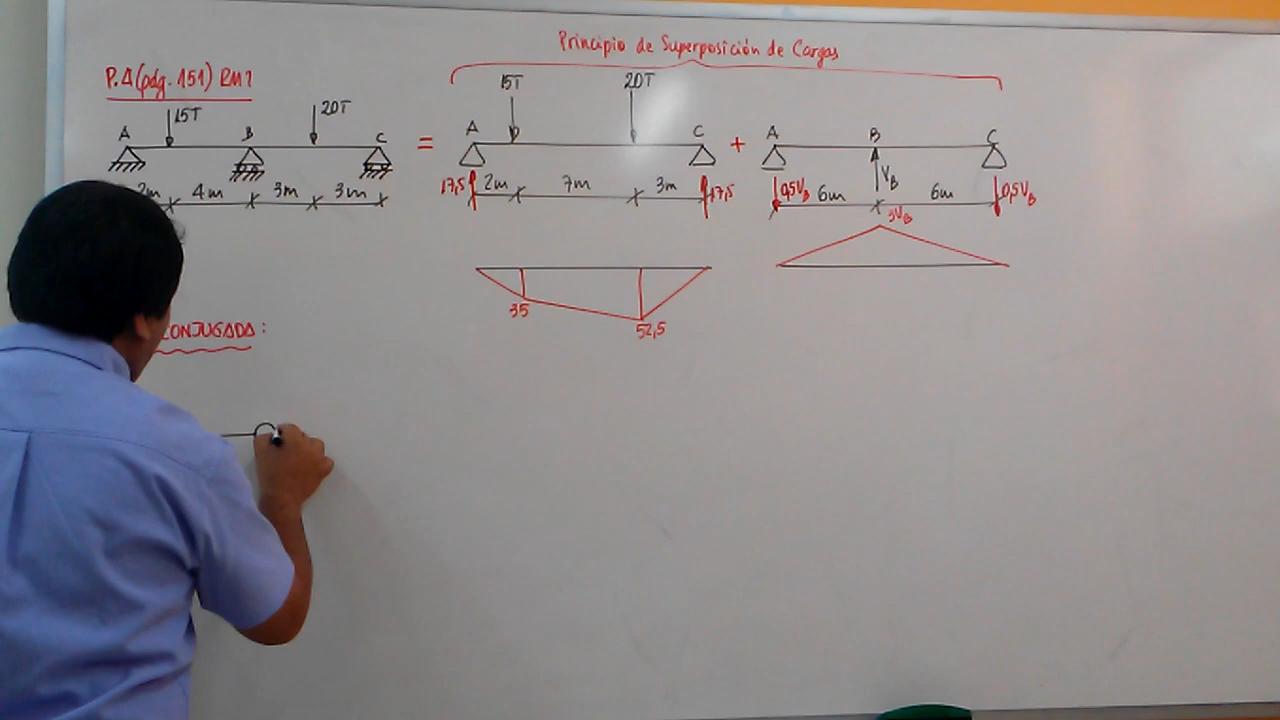 Principio de Superposición de Cargas
P.4 (pág. 151) RM1
15T 20T
15T 20T
A B C = A C + A B C
2m 4m 3m 3m
17,5 2m 7m 3m 17,5
0,5VB 6m VB 6m 0,5VB
3VB
35 52,5
CONJUGADA: